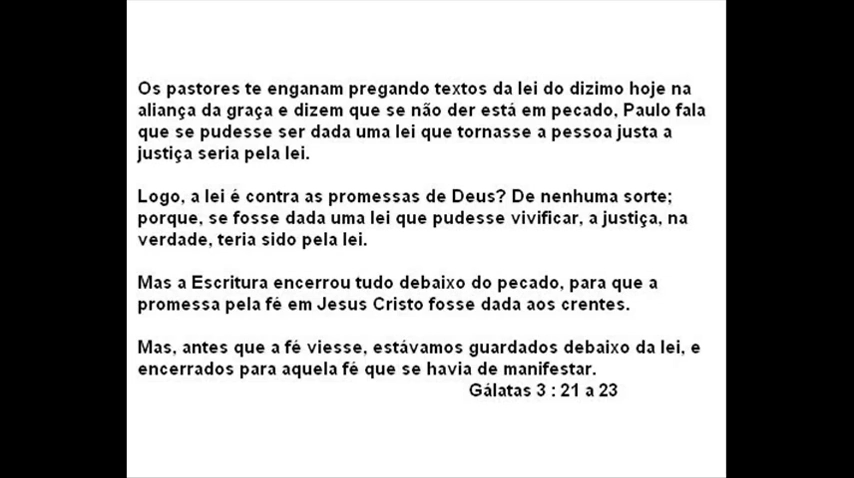 Os pastores te enganam pregando textos da lei do dizimo hoje na
aliança da graça e dizem que se não der está em pecado, Paulo fala
que se pudesse ser dada uma lei que tornasse a pessoa justa a
justiça seria pela lei.
Logo, a lei é contra as promessas de Deus? De nenhuma sorte;
porque, se fosse dada uma lei que pudesse vivificar, a justiça, na
verdade, teria sido pela lei.
Mas a Escritura encerrou tudo debaixo do pecado, para que a
promessa pela fé em Jesus Cristo fosse dada aos crentes.
Mas, antes que a fé viesse, estávamos guardados debaixo da lei, e
encerrados para aquela fé que se havia de manifestar.
Gálatas 3 : 21 a 23